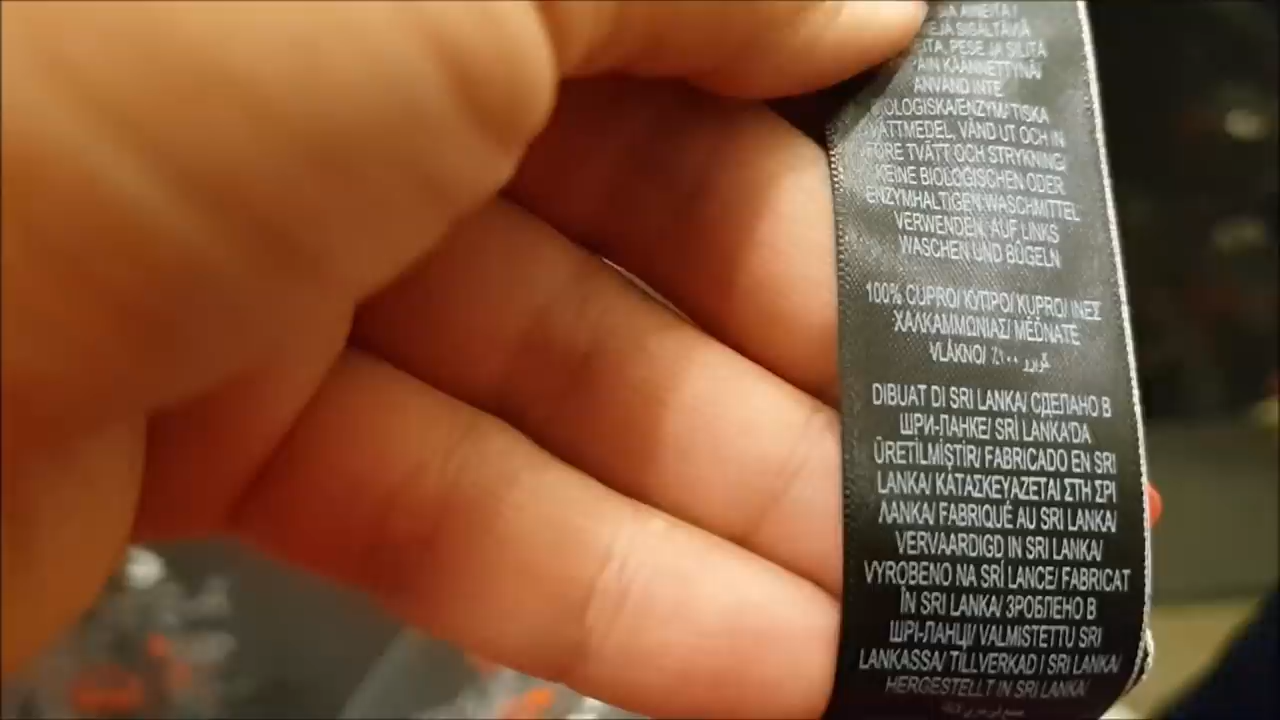 SISÄLTÄVIÄ
PESE JA SILITÄ
KÄÄNNETTYNÄ/
ANVÄND INTE
BIOLOGISKA/ENZYMATISKA
TVÄTTMEDEL, VÄND UT OCH IN
FÖRE TVÄTT OCH STRYKNING/
KEINE BIOLOGISCHEN ODER
ENZYMHALTIGEN WASCHMITTEL
VERWENDEN, AUF LINKS
WASCHEN UND BÜGELN
100% CUPRO/ КУПРО/ KUPRO/ ΙΝΕΣ
ΧΑΛΚΑΜΜΩΝΙΑΣ/ MĚĎNATÉ
VLÁKNO/ ٪١٠٠ كوبرو
DIBUAT DI SRI LANKA/ СДЕЛАНО В
ШРИ-ЛАНКЕ/ SRİ LANKA'DA
ÜRETİLMİŞTİR/ FABRICADO EN SRI
LANKA/ ΚΑΤΑΣΚΕΥΑΖΕΤΑΙ ΣΤΗ ΣΡΙ
ΛΑΝΚΑ/ FABRIQUÉ AU SRI LANKA/
VERVAARDIGD IN SRI LANKA/
VYROBENO NA SRÍ LANCE/ FABRICAT
ÎN SRI LANKA/ ЗРОБЛЕНО В
ШРІ-ЛАНЦІ/ VALMISTETTU SRI
LANKASSA/ TILLVERKAD I SRI LANKA/
HERGESTELLT IN SRI LANKA/